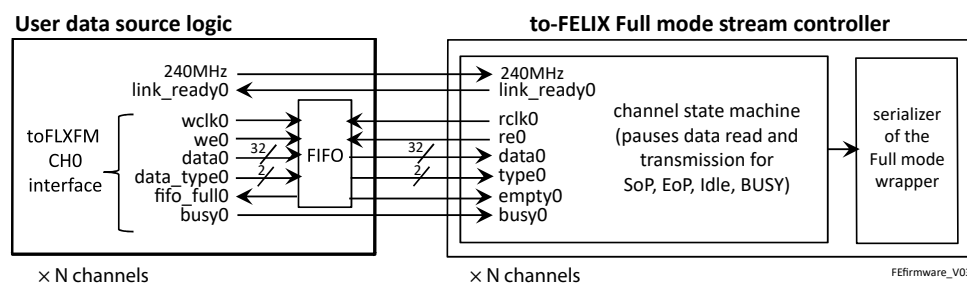 User data source logic
to-FELIX Full mode stream controller
240MHz
link_ready0
240MHz
link_ready0
toFLXFM
CH0
interface
wclk0
we0
data0
data_type0
fifo_full0
busy0
32
2
FIFO
32
2
rclk0
re0
data0
type0
empty0
busy0
channel state machine
(pauses data read and
transmission for
SoP, EoP, Idle, BUSY)
serializer
of the
Full mode
wrapper
× N channels
× N channels